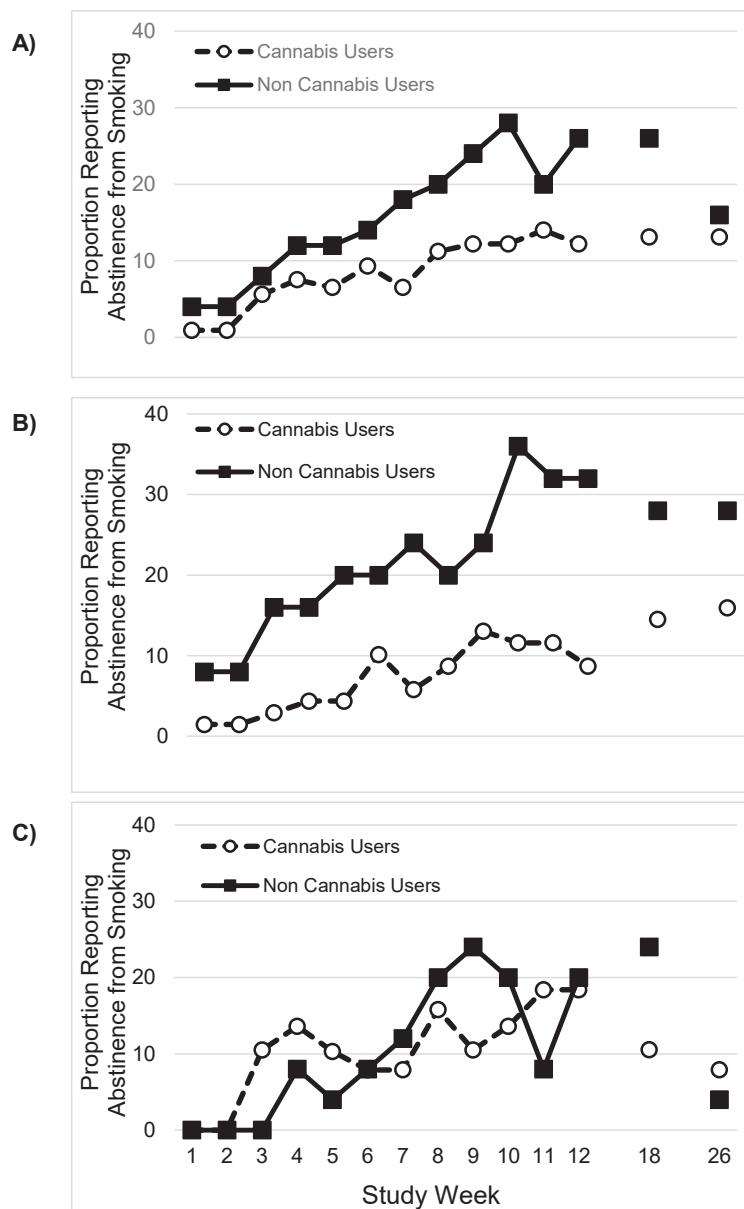 A)
40
30
20
10
0
Proportion Reporting
Abstinence from Smoking
Cannabis Users
Non Cannabis Users
B)
40
30
20
10
0
Proportion Reporting
Abstinence from Smoking
Cannabis Users
Non Cannabis Users
C)
40
30
20
10
0
Proportion Reporting
Abstinence from Smoking
Cannabis Users
Non Cannabis Users
1 2 3 4 5 6 7 8 9 10 11 12 18 26
Study Week